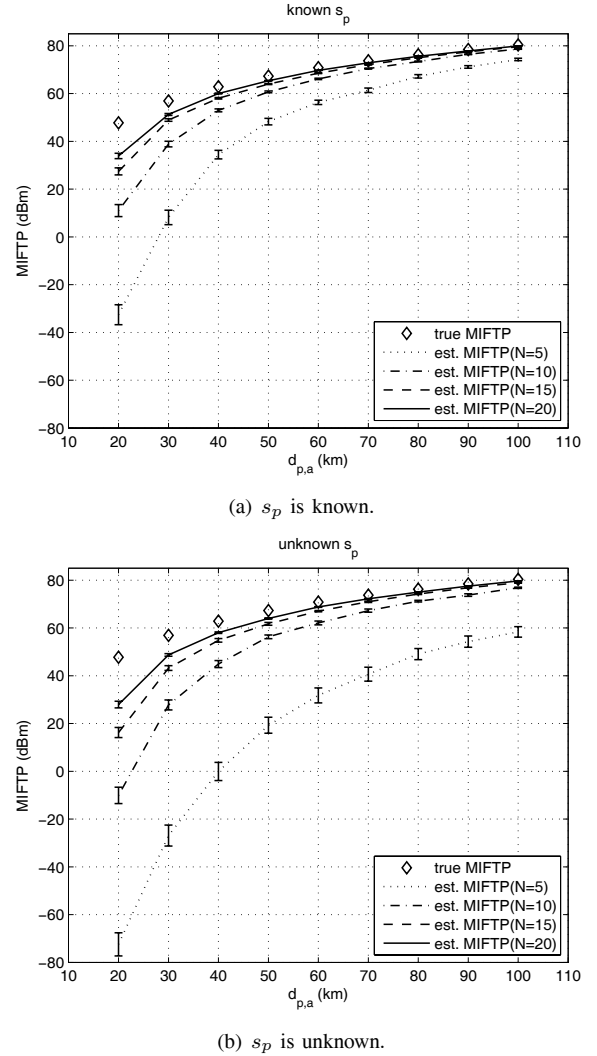 known s_p
80
60
40
20
0
−20
−40
−60
−80
MIFTP (dBm)
true MIFTP
est. MIFTP(N=5)
est. MIFTP(N=10)
est. MIFTP(N=15)
est. MIFTP(N=20)
10 20 30 40 50 60 70 80 90 100 110
d_{p,a} (km)
(a) s_p is known.
unknown s_p
80
60
40
20
0
−20
−40
−60
−80
MIFTP (dBm)
true MIFTP
est. MIFTP(N=5)
est. MIFTP(N=10)
est. MIFTP(N=15)
est. MIFTP(N=20)
10 20 30 40 50 60 70 80 90 100 110
d_{p,a} (km)
(b) s_p is unknown.